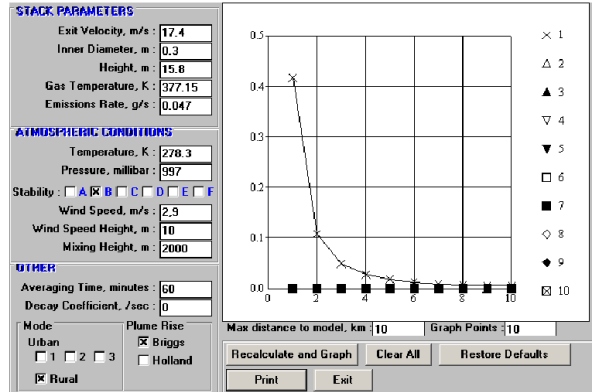 STACK PARAMETERS
Exit Velocity, m/s : 17.4
Inner Diameter, m : 0.3
Height, m : 15.8
Gas Temperature, K : 377.15
Emissions Rate, g/s : 0.047
ATMOSPHERIC CONDITIONS
Temperature, K : 278.3
Pressure, millibar : 997
Stability : A B C D E F
Wind Speed, m/s : 2,9
Wind Speed Height, m : 10
Mixing Height, m : 2000
OTHER
Averaging Time, minutes : 60
Decay Coefficient, /sec : 0
Mode
Urban
1 2 3
Rural
Plume Rise
Briggs
Holland
0.5
0.4
0.3
0.2
0.1
0.0
0 2 4 6 8 10
1
2
3
4
5
6
7
8
9
10
Max distance to model, km : 10
Graph Points : 10
Recalculate and Graph
Clear All
Restore Defaults
Print
Exit